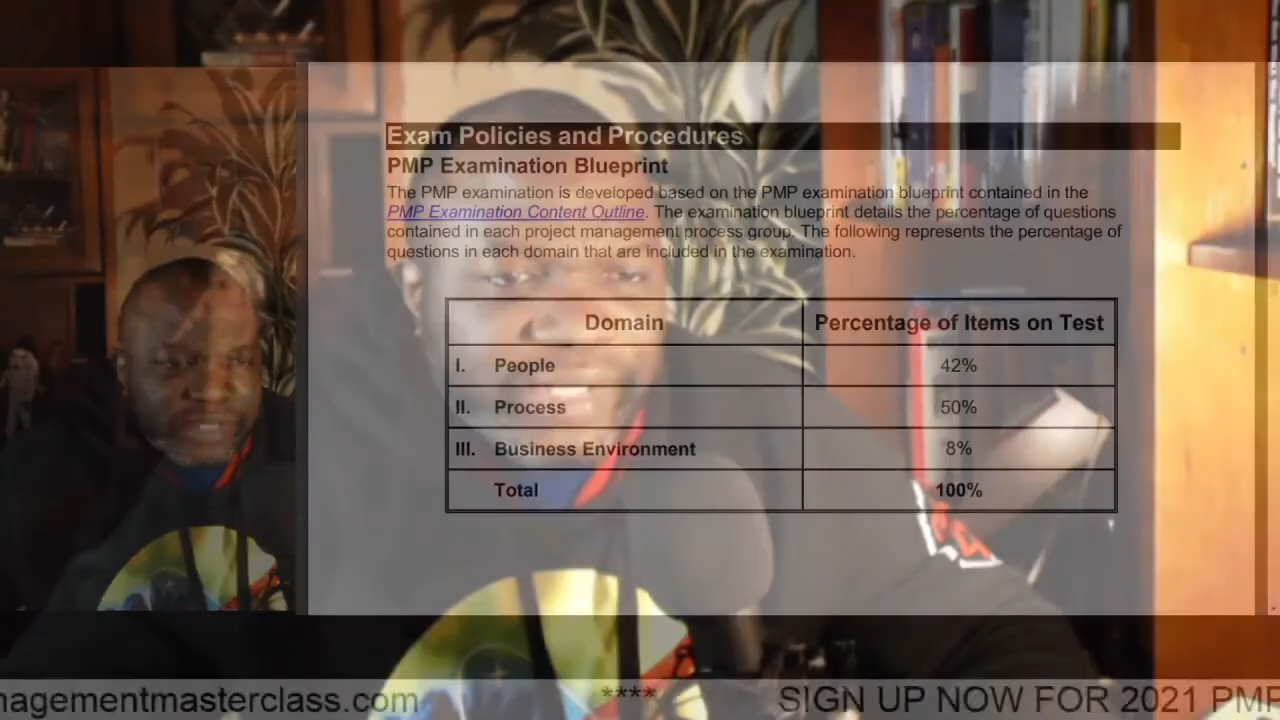 Exam Policies and Procedures
PMP Examination Blueprint
The PMP examination is developed based on the PMP examination blueprint contained in the
PMP Examination Content Outline. The examination blueprint details the percentage of questions
contained in each project management process group. The following represents the percentage of
questions in each domain that are included in the examination.
Domain Percentage of Items on Test
I. People 42%
II. Process 50%
III. Business Environment 8%
Total 100%
nagementmasterclass.com **** SIGN UP NOW FOR 2021 PMP